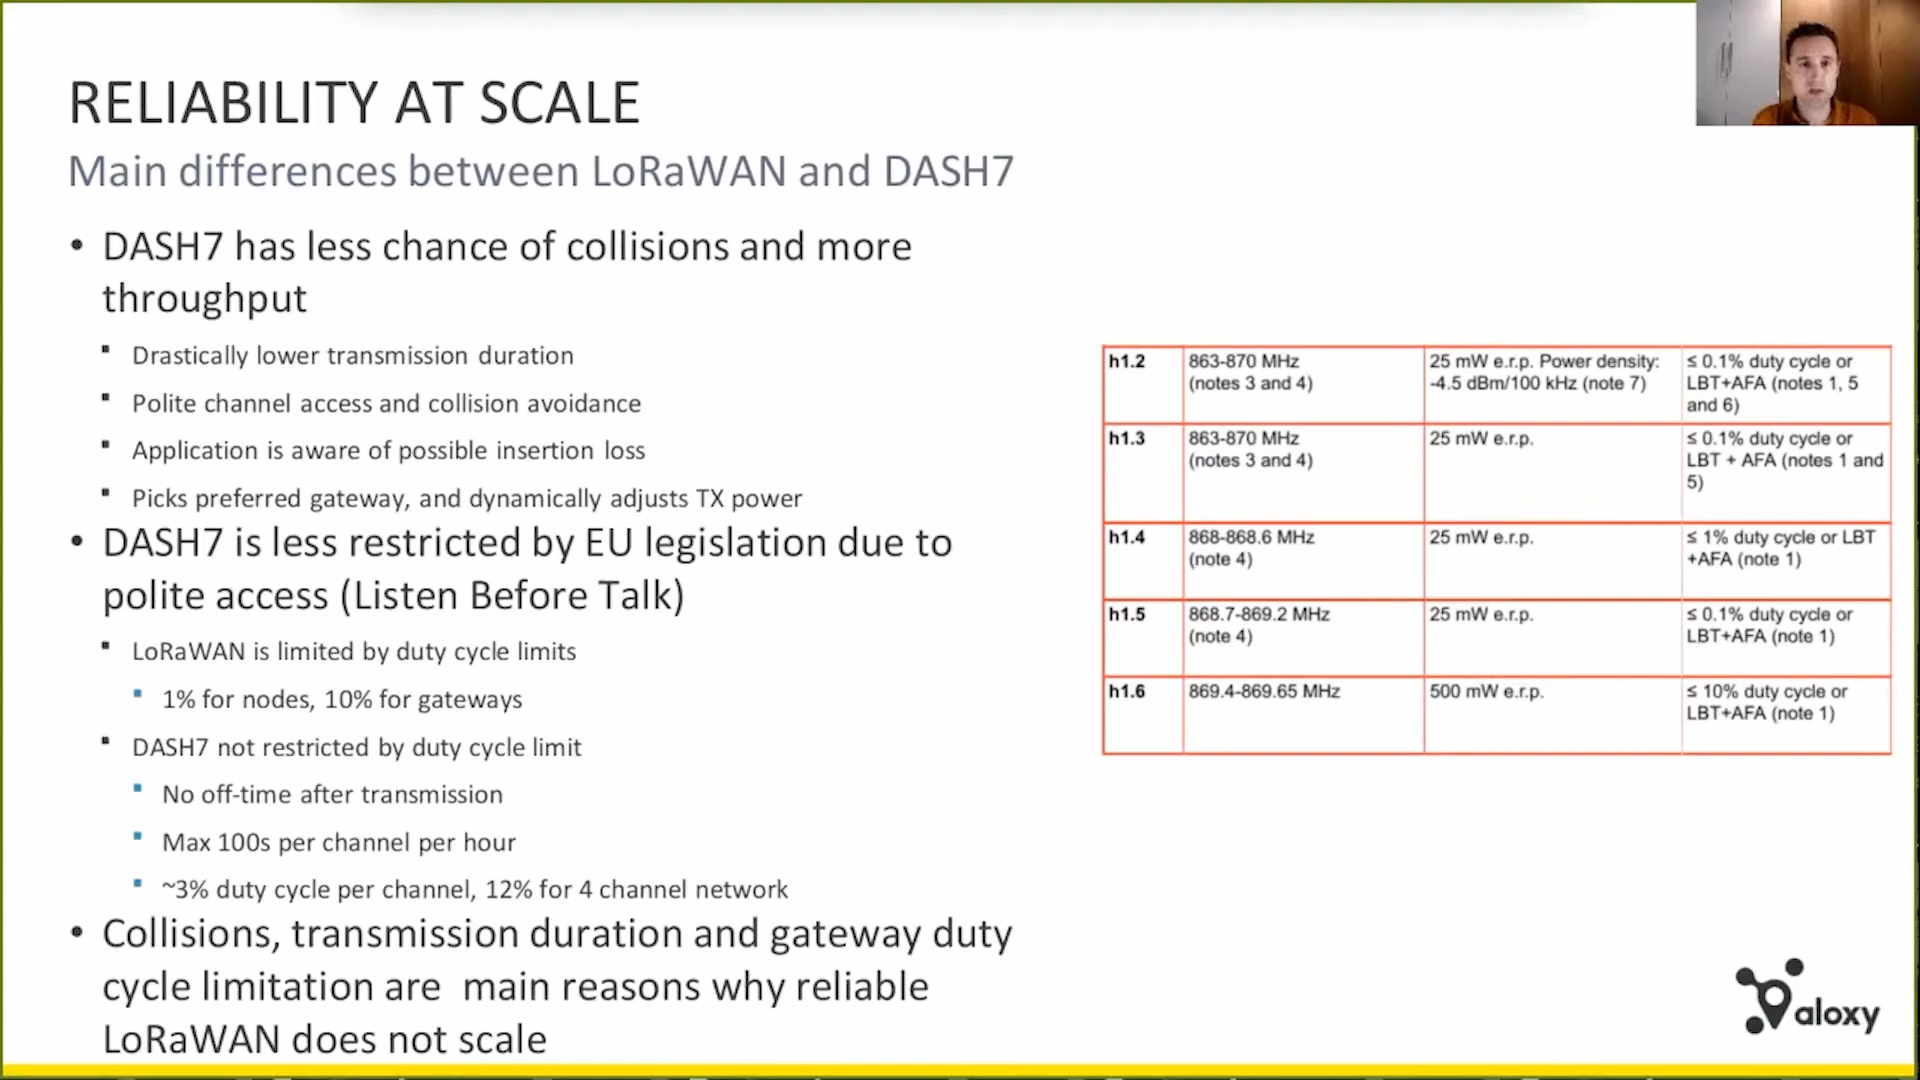 RELIABILITY AT SCALE
Main differences between LoRaWAN and DASH7
• DASH7 has less chance of collisions and more
throughput
▪ Drastically lower transmission duration
▪ Polite channel access and collision avoidance
▪ Application is aware of possible insertion loss
▪ Picks preferred gateway, and dynamically adjusts TX power
• DASH7 is less restricted by EU legislation due to
polite access (Listen Before Talk)
▪ LoRaWAN is limited by duty cycle limits
▪ 1% for nodes, 10% for gateways
▪ DASH7 not restricted by duty cycle limit
▪ No off-time after transmission
▪ Max 100s per channel per hour
▪ ~3% duty cycle per channel, 12% for 4 channel network
• Collisions, transmission duration and gateway duty
cycle limitation are  main reasons why reliable
LoRaWAN does not scale
h1.2 863-870 MHz 25 mW e.r.p. Power density: ≤ 0.1% duty cycle or
(notes 3 and 4) -4.5 dBm/100 kHz (note 7) LBT+AFA (notes 1, 5
and 6)
h1.3 863-870 MHz 25 mW e.r.p. ≤ 0.1% duty cycle or
(notes 3 and 4) LBT + AFA (notes 1 and
5)
h1.4 868-868.6 MHz 25 mW e.r.p. ≤ 1% duty cycle or LBT
(note 4) +AFA (note 1)
h1.5 868.7-869.2 MHz 25 mW e.r.p. ≤ 0.1% duty cycle or
(note 4) LBT+AFA (note 1)
h1.6 869.4-869.65 MHz 500 mW e.r.p. ≤ 10% duty cycle or
LBT+AFA (note 1)
aloxy